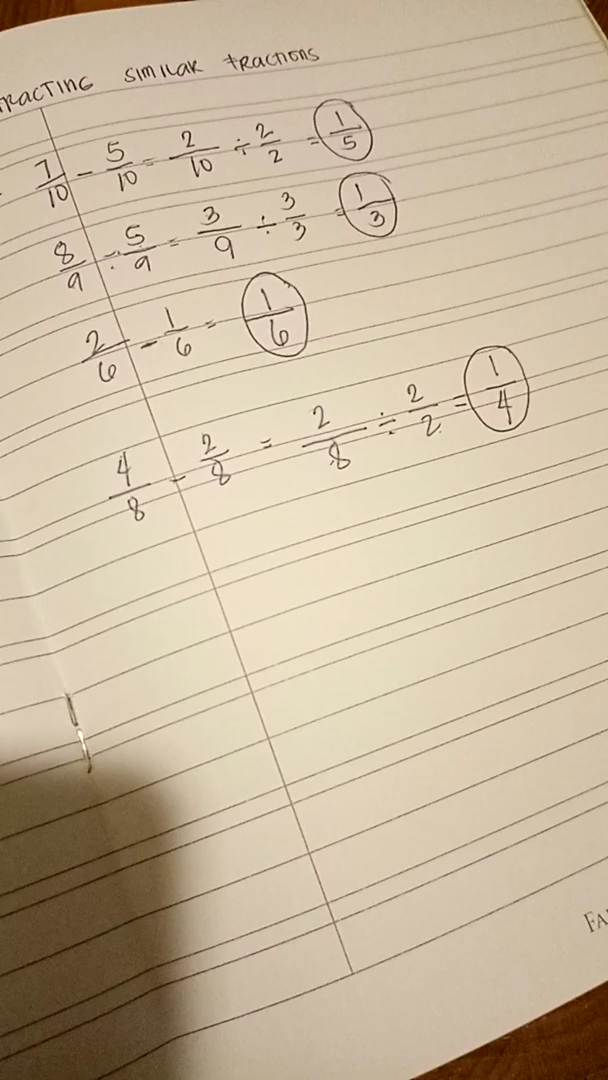 RACTING SIMILAR FRACTIONS
7/10 - 5/10 = 2/10 ÷ 2/2 = 1/5
8/9 ÷ 5/9 = 3/9 ÷ 3/3 = 1/3
2/6 - 1/6 = 1/6
4/8 - 2/8 = 2/8 ÷ 2/2 = 1/4
FA